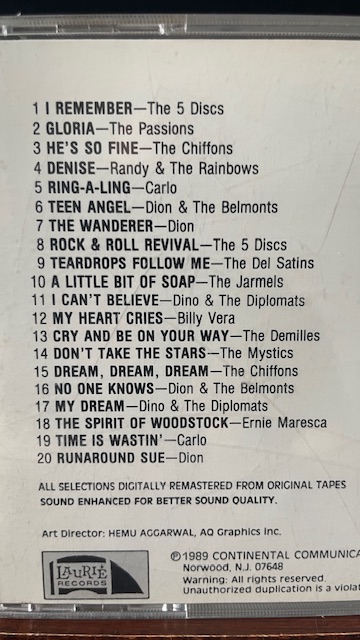 1 I REMEMBER—The 5 Discs
2 GLORIA—The Passions
3 HE'S SO FINE—The Chiffons
4 DENISE—Randy & The Rainbows
5 RING-A-LING—Carlo
6 TEEN ANGEL—Dion & The Belmonts
7 THE WANDERER—Dion
8 ROCK & ROLL REVIVAL—The 5 Discs
9 TEARDROPS FOLLOW ME—The Del Satins
10 A LITTLE BIT OF SOAP—The Jarmels
11 I CAN'T BELIEVE—Dino & The Diplomats
12 MY HEART CRIES—Billy Vera
13 CRY AND BE ON YOUR WAY—The Demilles
14 DON'T TAKE THE STARS—The Mystics
15 DREAM, DREAM, DREAM—The Chiffons
16 NO ONE KNOWS—Dion & The Belmonts
17 MY DREAM—Dino & The Diplomats
18 THE SPIRIT OF WOODSTOCK—Ernie Maresca
19 TIME IS WASTIN'—Carlo
20 RUNAROUND SUE—Dion
ALL SELECTIONS DIGITALLY REMASTERED FROM ORIGINAL TAPES
SOUND ENHANCED FOR BETTER SOUND QUALITY.
Art Director: HEMU AGGARWAL, AQ Graphics Inc.
LAURIE
RECORDS
℗1989 CONTINENTAL COMMUNICA
Norwood, N.J. 07648
Warning: All rights reserved.
Unauthorized duplication is a violat